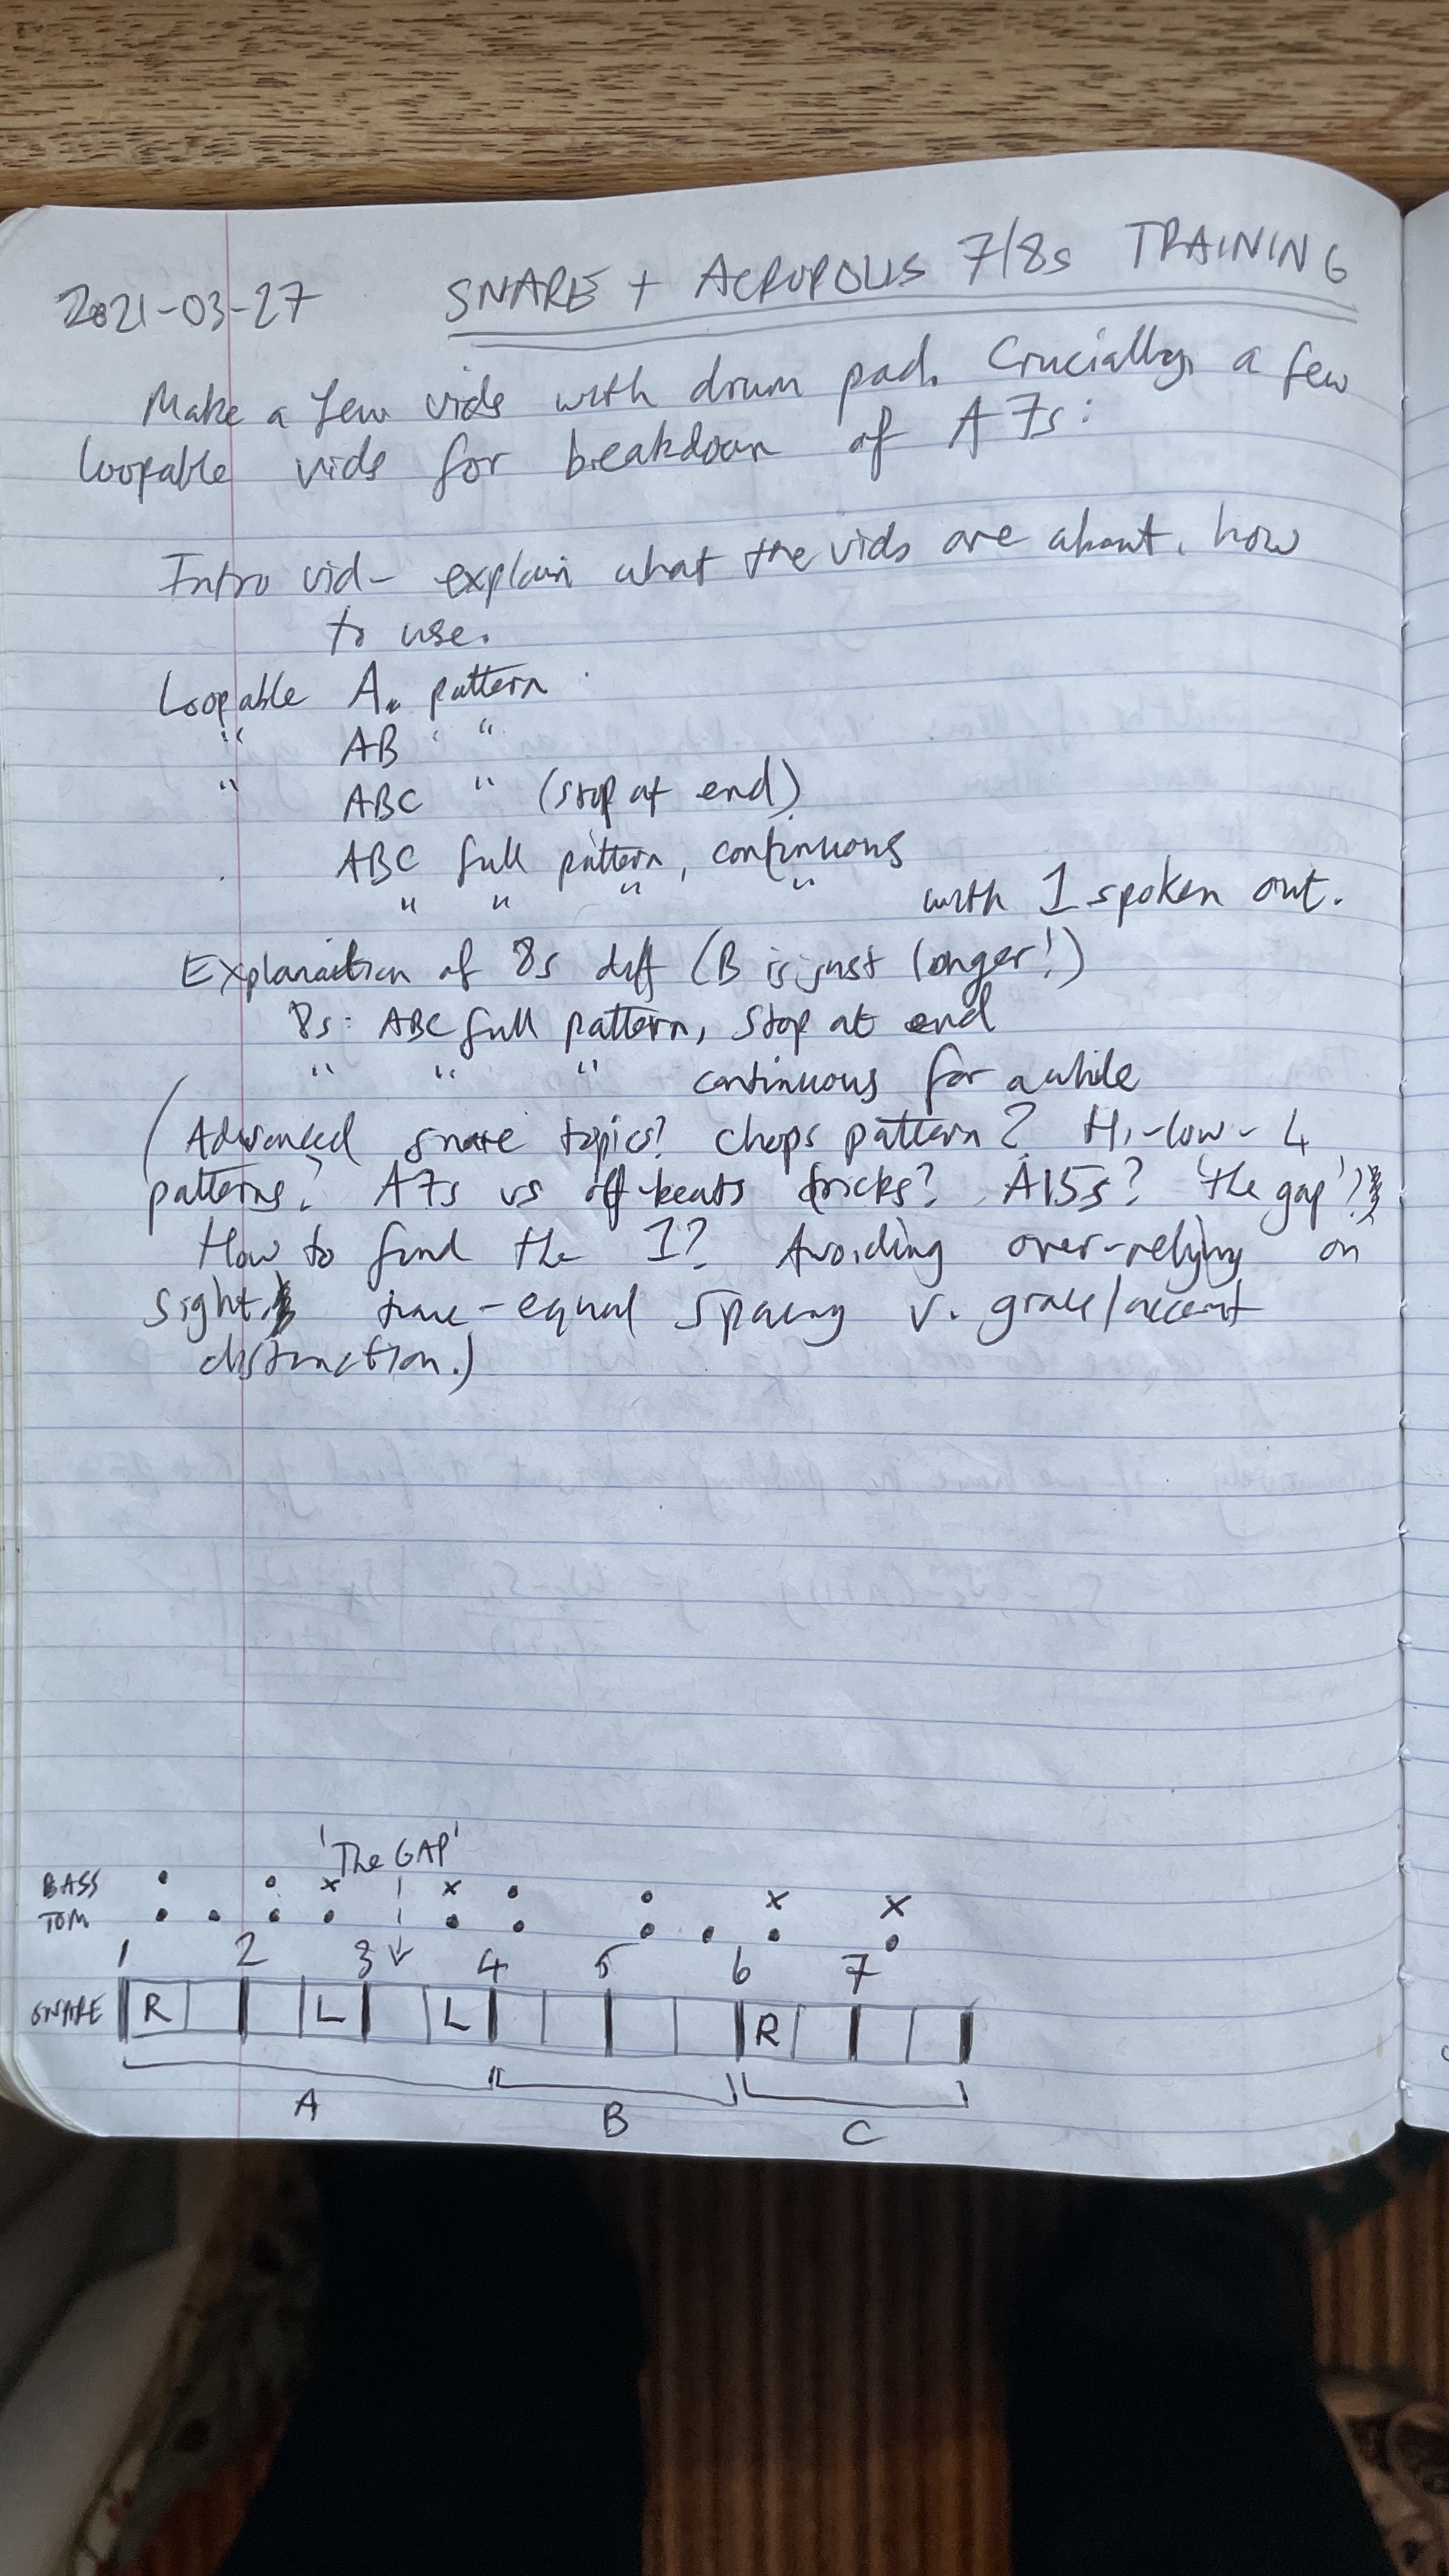 2021-03-27 SNARE + ACROPOLIS 7/8s TRAINING
Make a few vids with drum pad. Crucially, a few
loopable vids for breakdown of A7s:
Intro vid - explain what the vids are about, how
to use.
Loopable A pattern
" AB "
" ABC " (stop at end)
ABC full pattern, continuous
" " " " with 1 spoken out.
Explanation of 8s diff (B is just longer!)
8s: ABC full pattern, stop at end
" " " continuous for a while
(Advanced snare topics? Chops pattern? Hi-low-4
patterns? A7s vs off-beats tricks? A15s? 'the gap'?
How to find the 1? Avoiding over-relying on
sight, true-equal spacing v. grace/accent
distinction.)
'The GAP'
BASS • • x x • • x x
TOM • • • • • • • • • •
1 2 3 4 5 6 7
SNARE R L L R
A B C